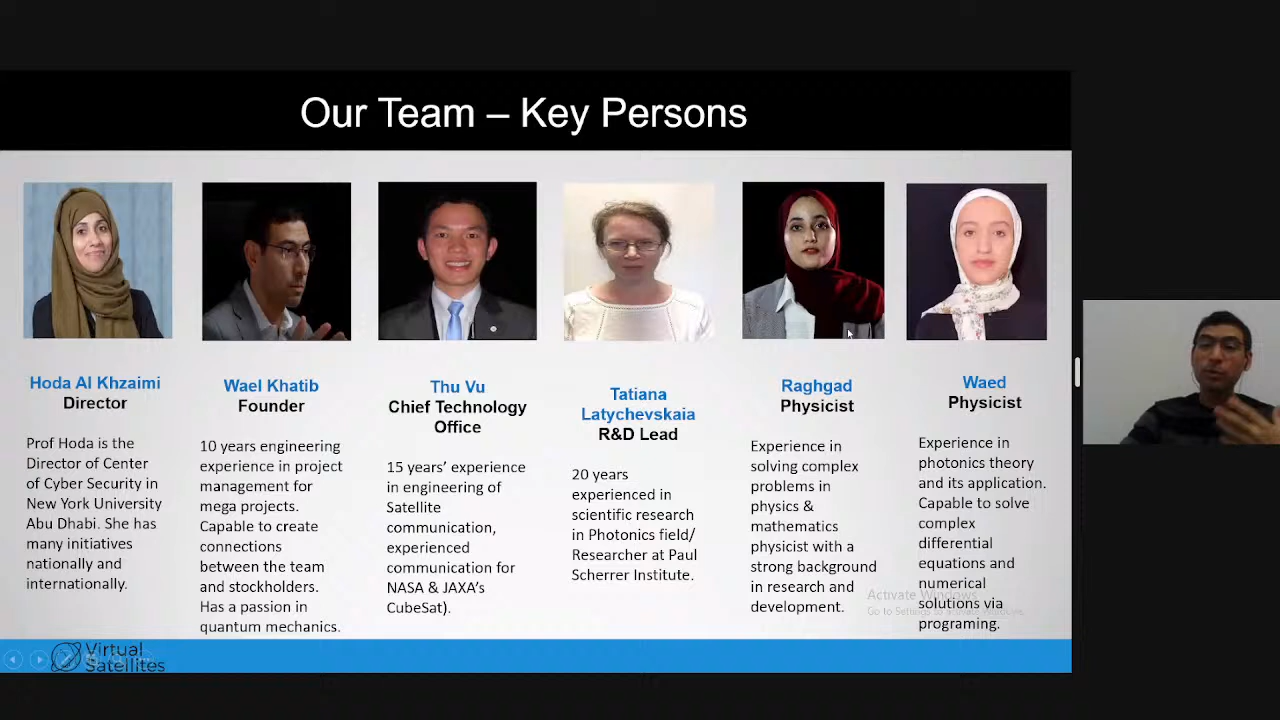 Our Team – Key Persons
Hoda Al Khzaimi
Director
Prof Hoda is the
Director of Center
of Cyber Security in
New York University
Abu Dhabi. She has
many initiatives
nationally and
internationally.
Wael Khatib
Founder
10 years engineering
experience in project
management for
mega projects.
Capable to create
connections
between the team
and stockholders.
Has a passion in
quantum mechanics.
Thu Vu
Chief Technology
Office
15 years’ experience
in engineering of
Satellite
communication,
experienced
communication for
NASA & JAXA’s
CubeSat).
Tatiana
Latychevskaia
R&D Lead
20 years
experienced in
scientific research
in Photonics field/
Researcher at Paul
Scherrer Institute.
Raghgad
Physicist
Experience in
solving complex
problems in
physics &
mathematics
physicist with a
strong background
in research and
development.
Waed
Physicist
Experience in
photonics theory
and its application.
Capable to solve
complex
differential
equations and
numerical
solutions via
programing.
Activate Windows
Go to Settings to activate Windows.
Virtual
Satellites